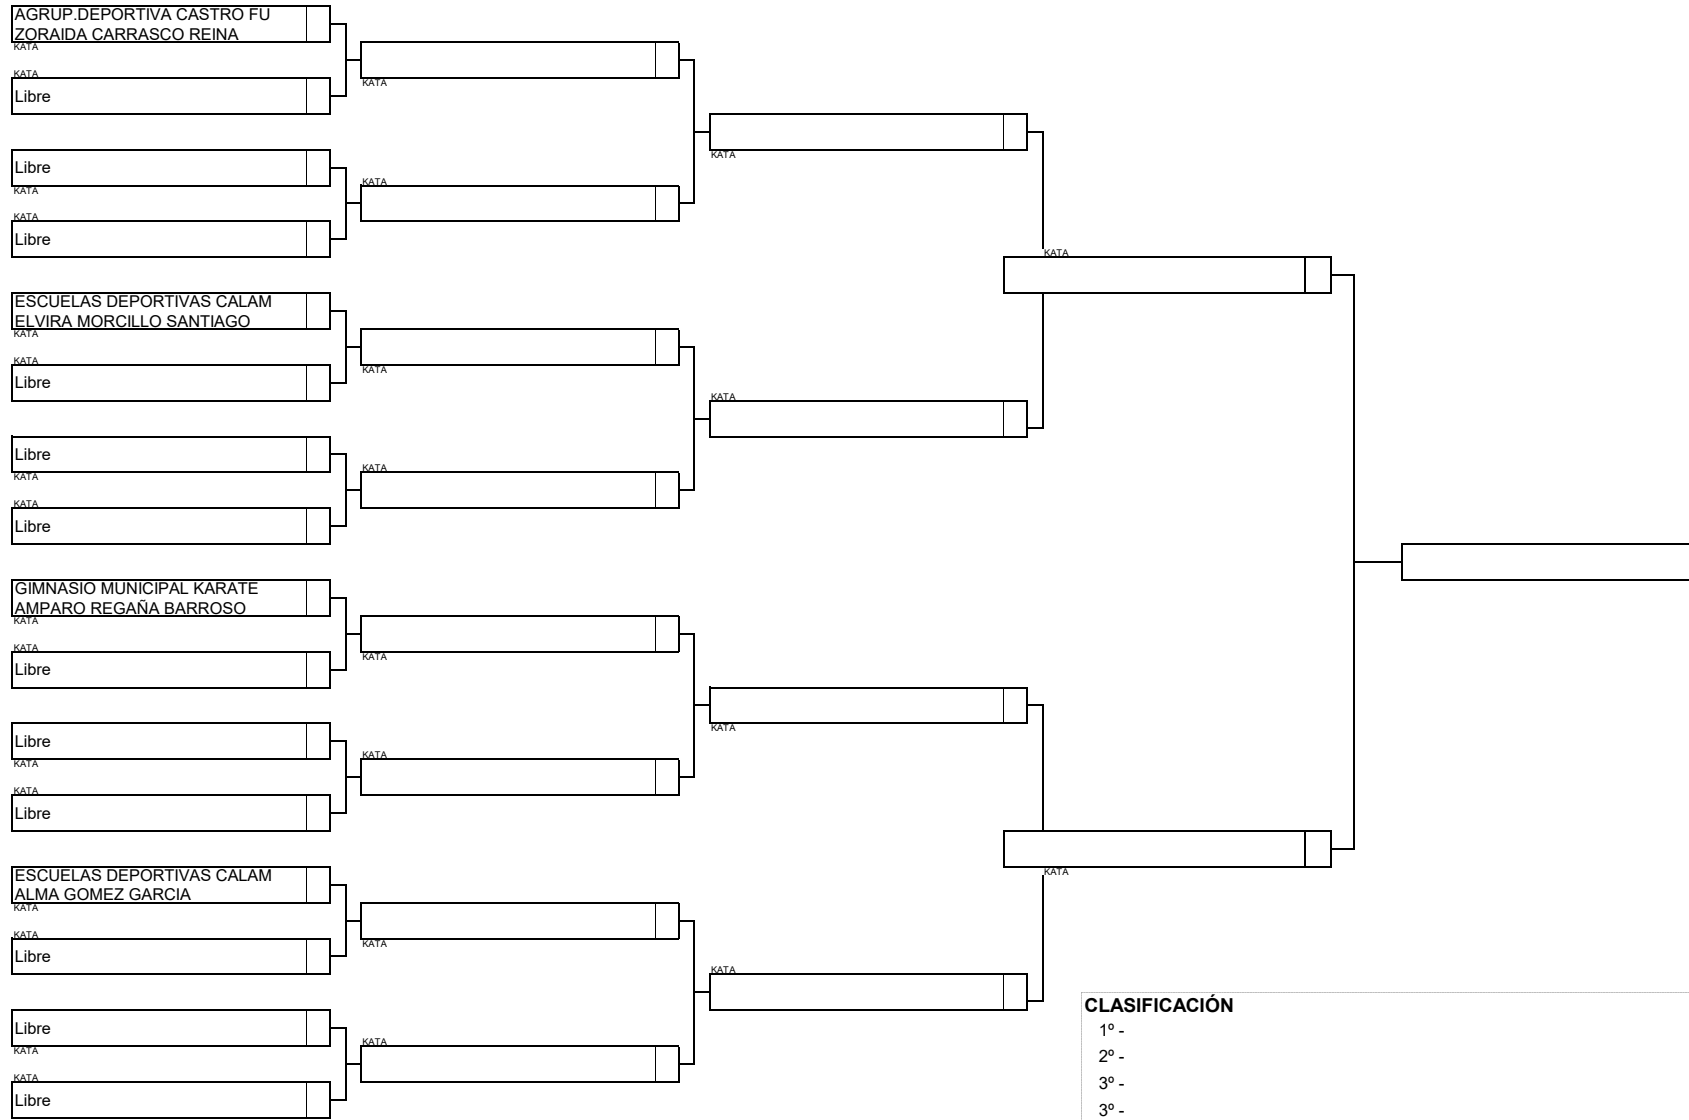 AGRUP.DEPORTIVA CASTRO FU
ZORAIDA CARRASCO REINA
KATA
KATA
Libre
KATA
Libre
KATA
KATA
Libre
KATA
KATA
ESCUELAS DEPORTIVAS CALAM
ELVIRA MORCILLO SANTIAGO
KATA
KATA
Libre
KATA
Libre
KATA
KATA
Libre
KATA
KATA
KATA
GIMNASIO MUNICIPAL KARATE
AMPARO REGAÑA BARROSO
KATA
KATA
Libre
KATA
Libre
KATA
KATA
Libre
KATA
KATA
ESCUELAS DEPORTIVAS CALAM
ALMA GOMEZ GARCIA
KATA
KATA
Libre
KATA
Libre
KATA
KATA
Libre
KATA
KATA
KATA
CLASIFICACIÓN
1º -
2º -
3º -
3º -